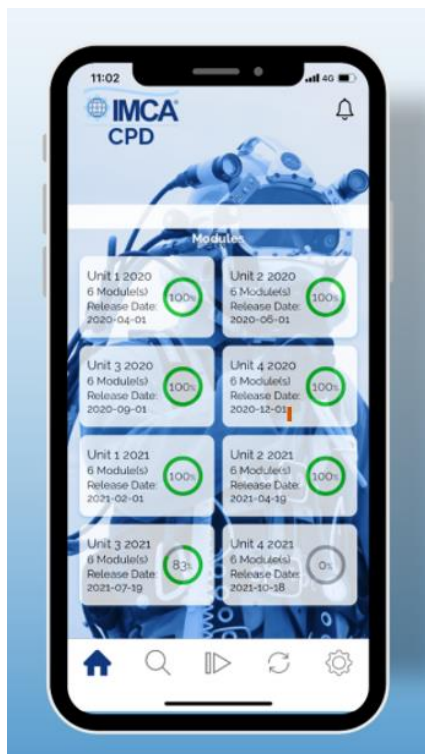 11:02
4G
IMCA
CPD
Modules
Unit 1 2020
6 Module(s)
Release Date:
2020-04-01
100%
Unit 2 2020
6 Module(s)
Release Date:
2020-06-01
100%
Unit 3 2020
6 Module(s)
Release Date:
2020-09-01
100%
Unit 4 2020
6 Module(s)
Release Date:
2020-12-01
100%
Unit 1 2021
6 Module(s)
Release Date:
2021-02-01
100%
Unit 2 2021
6 Module(s)
Release Date:
2021-04-19
100%
Unit 3 2021
6 Module(s)
Release Date:
2021-07-19
83%
Unit 4 2021
6 Module(s)
Release Date:
2021-10-18
0%